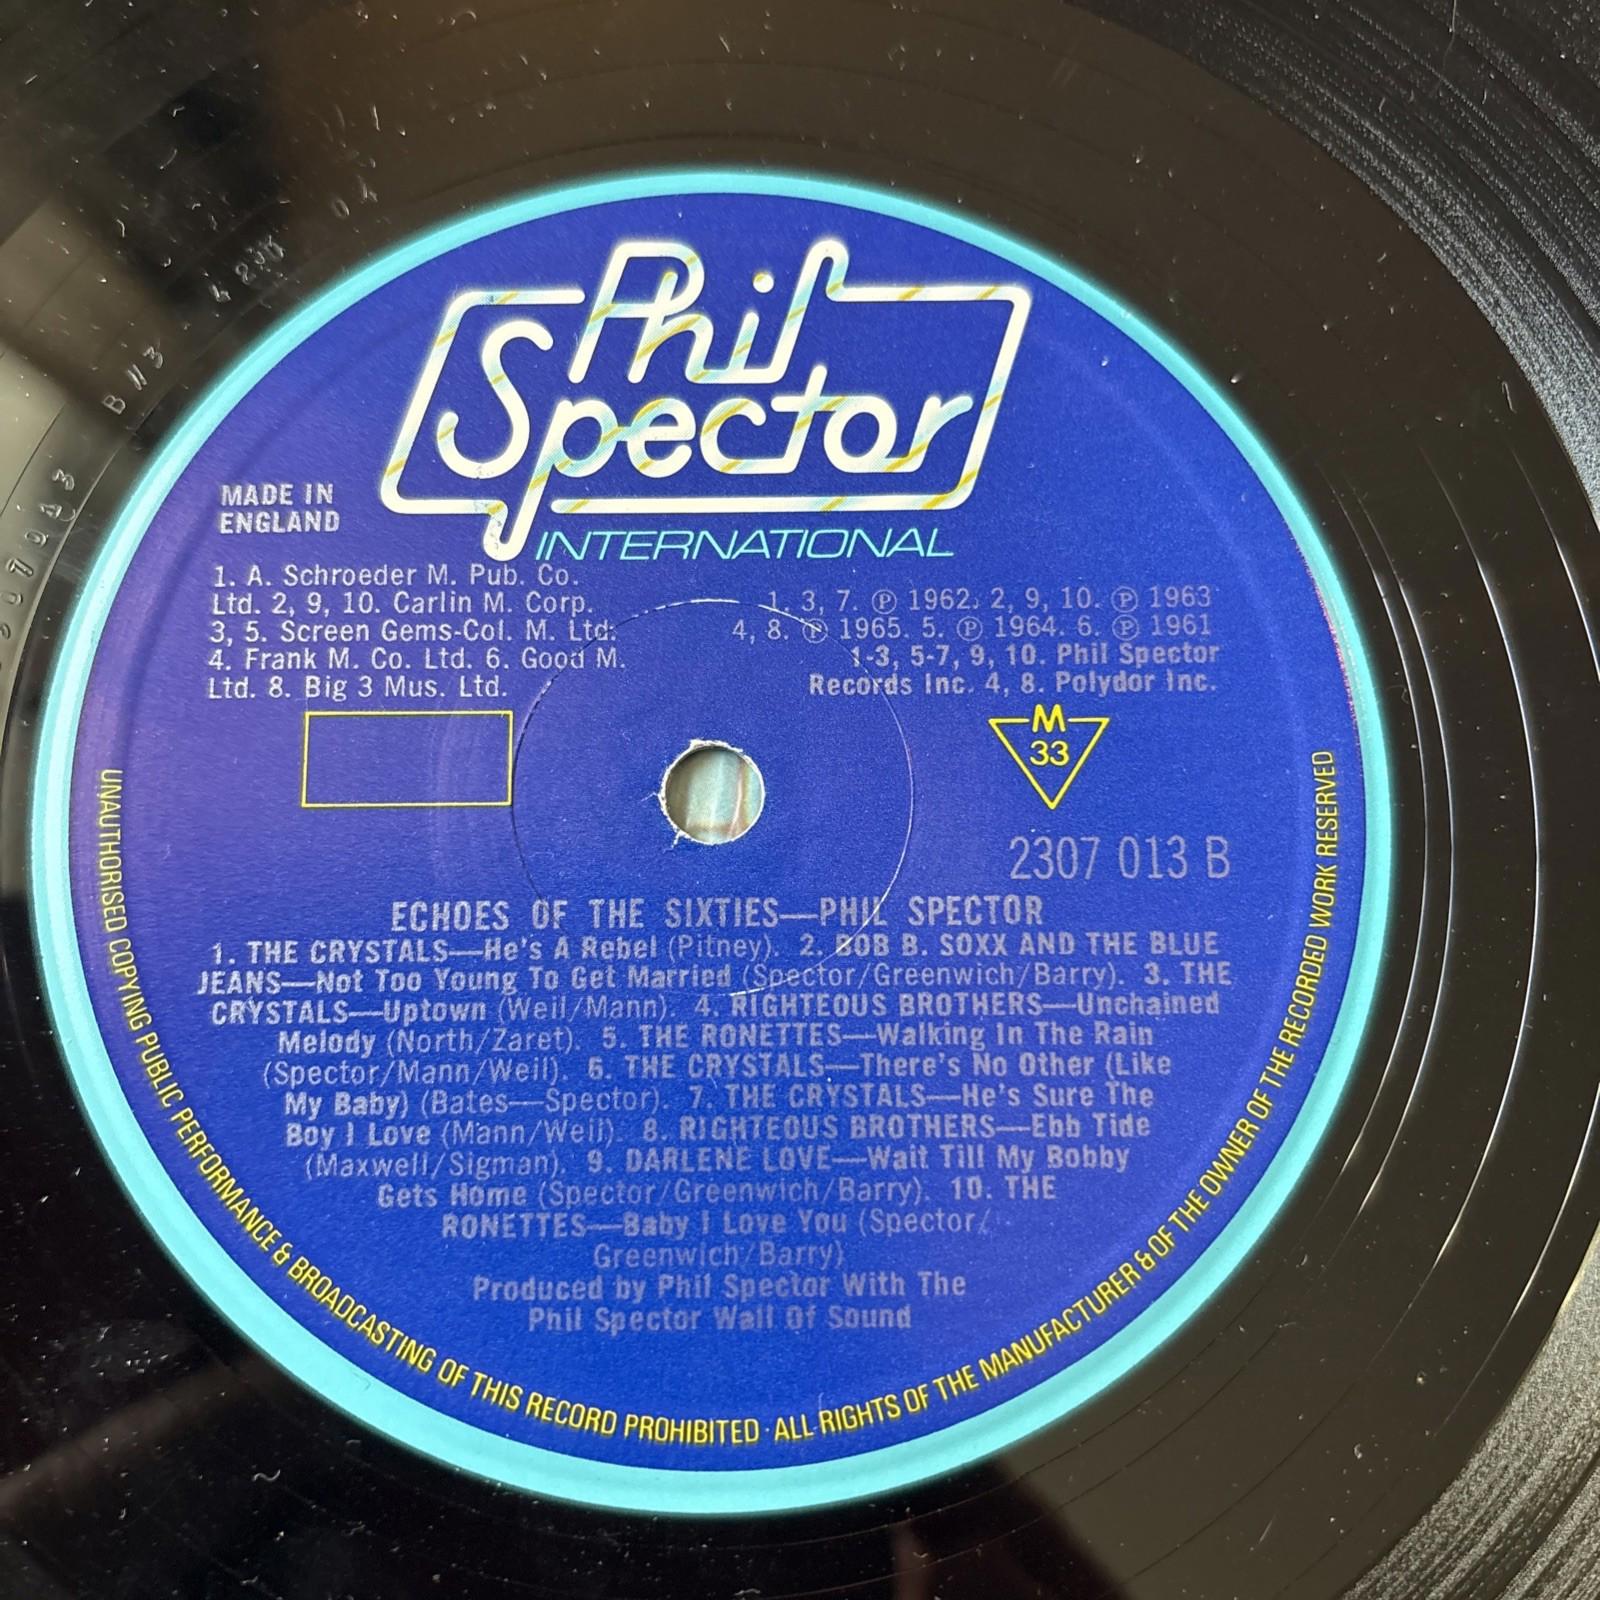 Phil
Spector
INTERNATIONAL
MADE IN
ENGLAND
1. A. Schroeder M. Pub. Co.
Ltd. 2, 9, 10. Carlin M. Corp.
3, 5. Screen Gems-Col. M. Ltd.
4. Frank M. Co. Ltd. 6. Good M.
Ltd. 8. Big 3 Mus. Ltd.
1, 3, 7. Ⓟ 1962, 2, 9, 10. Ⓟ 1963
4, 8. Ⓟ 1965. 5. Ⓟ 1964. 6. Ⓟ 1961
1-3, 5-7, 9, 10. Phil Spector
Records Inc. 4, 8. Polydor Inc.
M
33
2307 013 B
ECHOES OF THE SIXTIES—PHIL SPECTOR
1. THE CRYSTALS—He's A Rebel (Pitney). 2. BOB B. SOXX AND THE BLUE
JEANS—Not Too Young To Get Married (Spector/Greenwich/Barry). 3. THE
CRYSTALS—Uptown (Weil/Mann). 4. RIGHTEOUS BROTHERS—Unchained
Melody (North/Zaret). 5. THE RONETTES—Walking In The Rain
(Spector/Mann/Weil). 6. THE CRYSTALS—There's No Other (Like
My Baby) (Bates—Spector). 7. THE CRYSTALS—He's Sure The
Boy I Love (Mann/Weil). 8. RIGHTEOUS BROTHERS—Ebb Tide
(Maxwell/Sigman). 9. DARLENE LOVE—Wait Till My Bobby
Gets Home (Spector/Greenwich/Barry). 10. THE
RONETTES—Baby I Love You (Spector/
Greenwich/Barry)
Produced by Phil Spector With The
Phil Spector Wall Of Sound
UNAUTHORISED COPYING PUBLIC PERFORMANCE & BROADCASTING OF THIS RECORD PROHIBITED · ALL RIGHTS OF THE MANUFACTURER & OF THE OWNER OF THE RECORDED WORK RESERVED